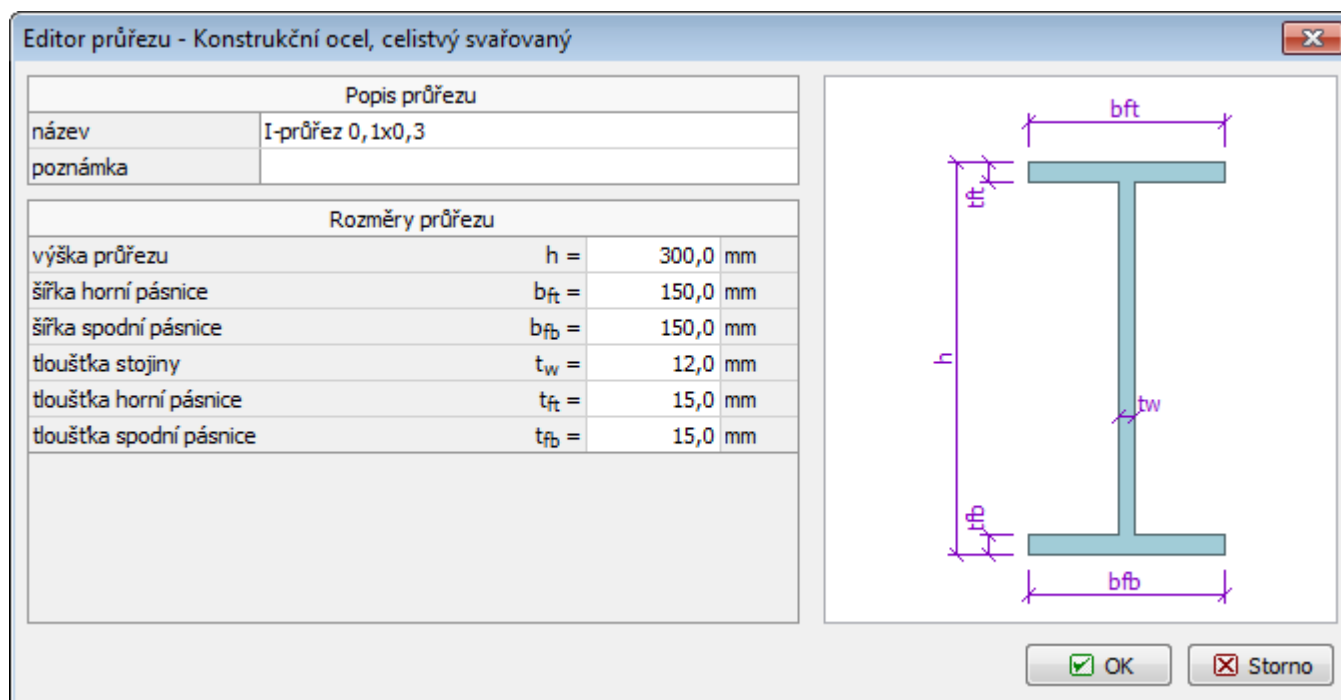 Editor průřezu - Konstrukční ocel, celistvý svařovaný
Popis průřezu
název I-průřez 0,1x0,3
poznámka
Rozměry průřezu
výška průřezu h = 300,0 mm
šířka horní pásnice bft = 150,0 mm
šířka spodní pásnice bfb = 150,0 mm
tloušťka stojiny tw = 12,0 mm
tloušťka horní pásnice tft = 15,0 mm
tloušťka spodní pásnice tfb = 15,0 mm
bft
tft
h
tw
tfb
bfb
OK Storno